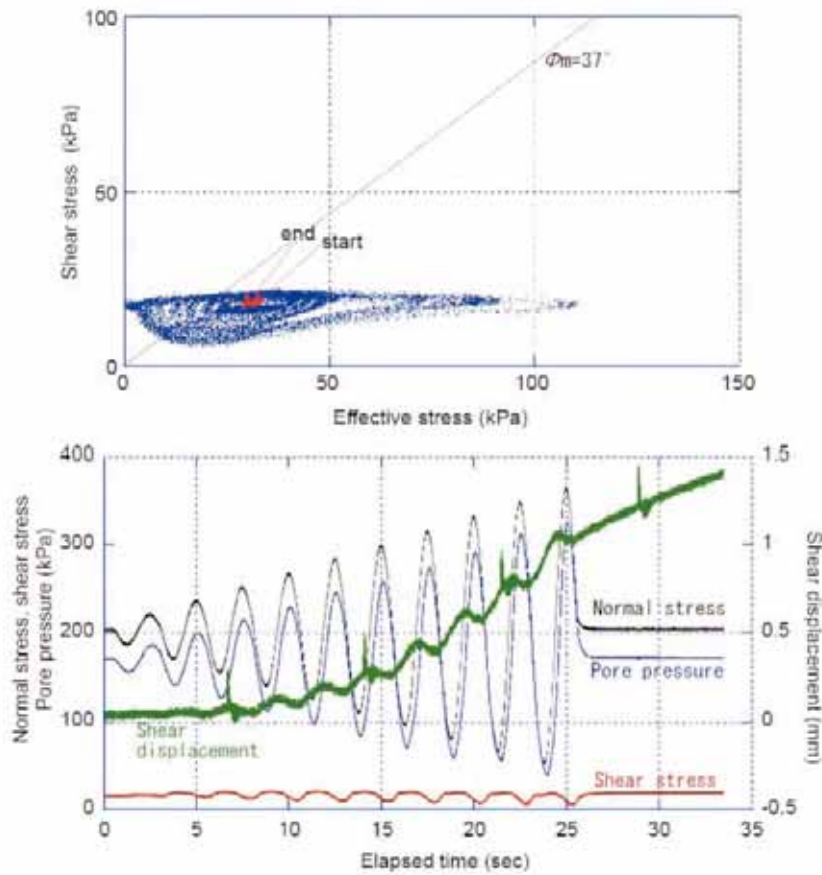 100
50
0
Shear stress (kPa)
Φm=37°
end
start
0
50
100
150
Effective stress (kPa)
400
300
200
100
0
Normal stress, shear stress
Pore pressure (kPa)
1.5
1
0.5
0
-0.5
Shear displacement (mm)
Normal stress
Pore pressure
Shear
displacement
Shear stress
0
5
10
15
20
25
30
35
Elapsed time (sec)